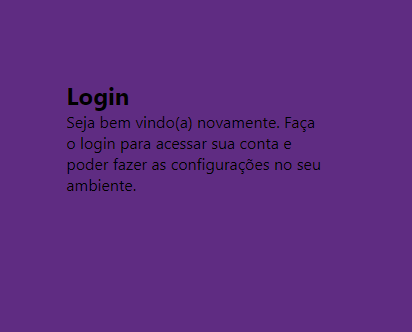 Login
Seja bem vindo(a) novamente. Faça
o login para acessar sua conta e
poder fazer as configurações no seu
ambiente.